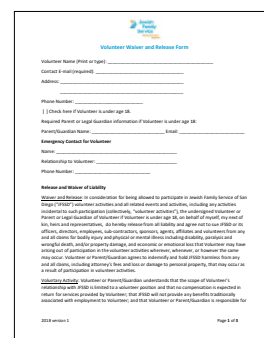 Jewish
Family
Service
Volunteer Waiver and Release Form
Volunteer Name (Print or type): ____________________
Contact E-mail (required): ____________________
Address: ____________________
____________________
Phone Number: ____________________
[ ] Check here if Volunteer is under age 18.
Required Parent or Legal Guardian information if Volunteer is under age 18:
Parent/Guardian Name: ____________________ Email: ____________________
Emergency Contact for Volunteer
Name: ____________________
Relationship to Volunteer: ____________________
Phone Number: ____________________
Release and Waiver of Liability
Waiver and Release: In consideration for being allowed to participate in Jewish Family Service of San
Diego ("JFSSD") volunteer activities and all related events and activities, including any activities
incidental to such participation (collectively, "volunteer activities"), the undersigned Volunteer or
Parent or Legal Guardian of Volunteer if Volunteer is under age 18, on behalf of myself, my next of
kin, heirs and representatives, do hereby release from all liability and agree not to sue JFSSD or its
officers, directors, employees, sub-contractors, sponsors, agents, affiliates and volunteers from any
and all claims for bodily injury and physical or mental illness including disability, paralysis and
wrongful death, and/or property damage, and economic or emotional loss that Volunteer may have
arising out of participation in the volunteer activities whenever, wherever, or however the same
may occur. Volunteer or Parent/Guardian agrees to indemnify and hold JFSSD harmless from any
and all claims, including attorney's fees and loss or damage to personal property, that may occur as
a result of participation in volunteer activities.
Voluntary Activity: Volunteer or Parent/Guardian understands that the scope of Volunteer's
relationship with JFSSD is limited to a volunteer position and that no compensation is expected in
return for services provided by Volunteer; that JFSSD will not provide any benefits traditionally
associated with employment to Volunteer; and that Volunteer or Parent/Guardian is responsible for
2018 version 1
Page 1 of 3